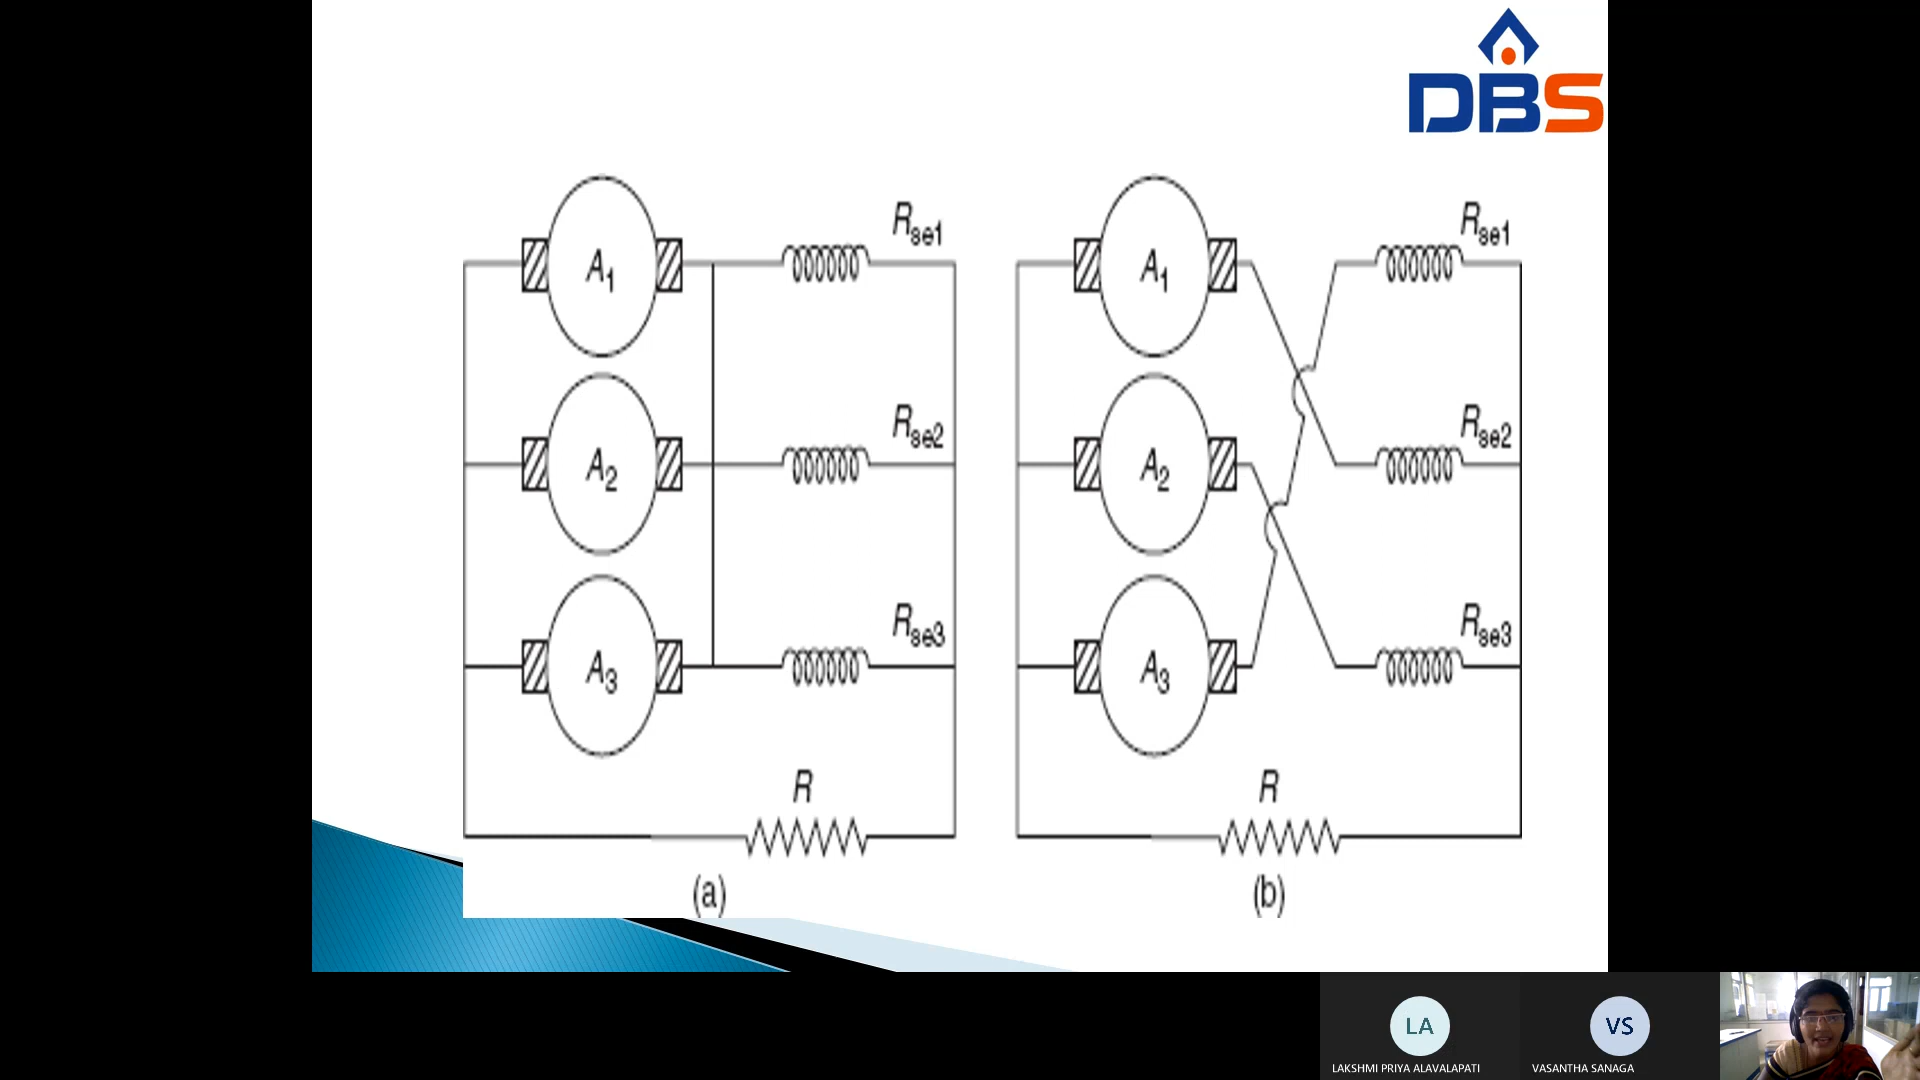 DBS
A1
Rse1
A2
Rse2
A3
Rse3
R
(a)
A1
Rse1
A2
Rse2
A3
Rse3
R
(b)
LA
LAKSHMI PRIYA ALAVALAPATI
VS
VASANTHA SANAGA